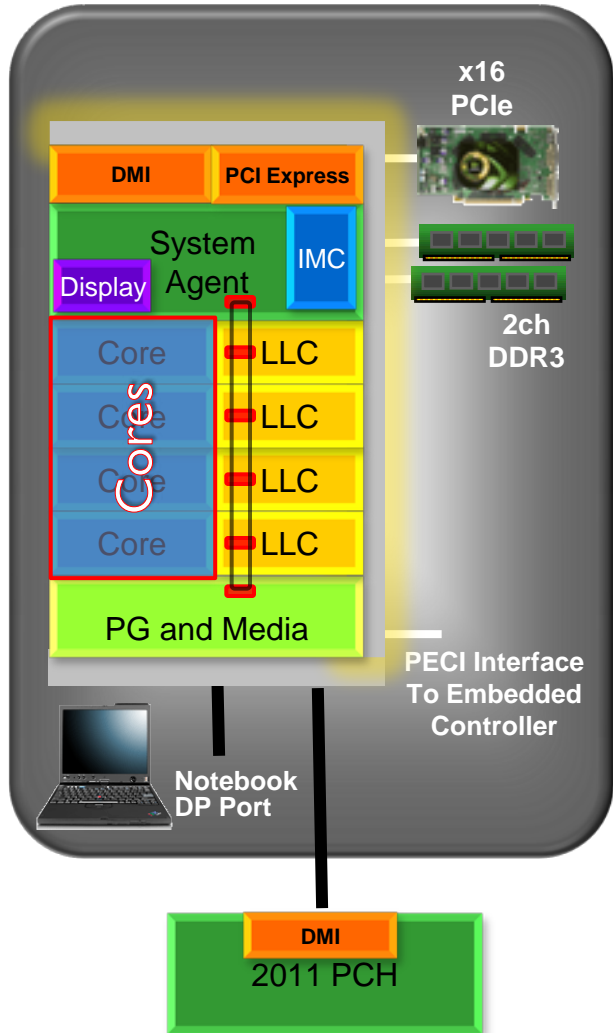 x16
PCIe
DMI
PCI Express
System
Agent
IMC
Display
2ch
DDR3
Core
LLC
Core
LLC
Core
LLC
Core
LLC
Cores
PG and Media
PECI Interface
To Embedded
Controller
Notebook
DP Port
DMI
2011 PCH